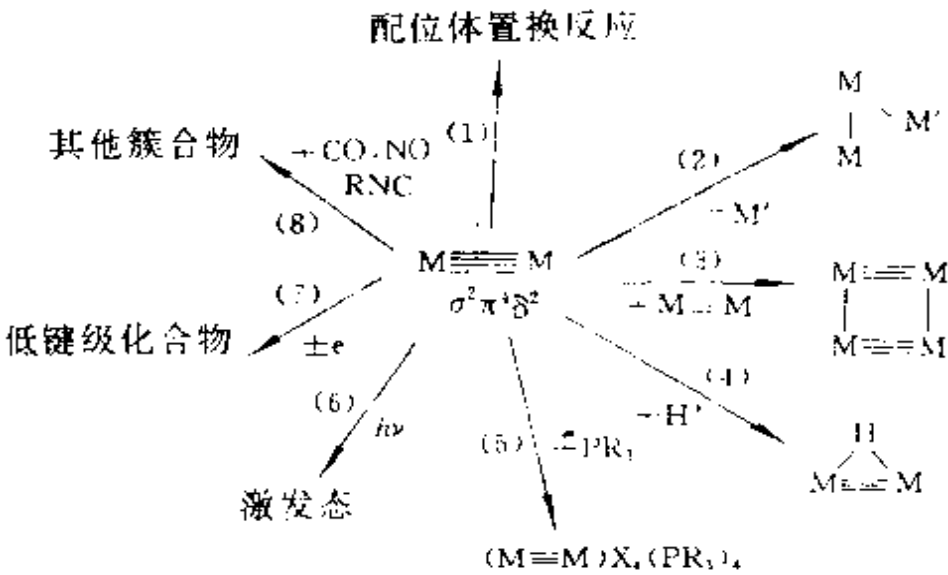 配位体置换反应
M
M'
M
其他簇合物
+CO、NO
RNC
(1)
(2)
+M'
(8)
M≣M
σ²π⁴δ²
(3)
+M≣M
M≡M
M≡M
(7)
±e
低键级化合物
(4)
+H⁺
H
M≡M
(6)
hν
(5)
±PR₃
激发态
(M≡M)X₄(PR₃)₄